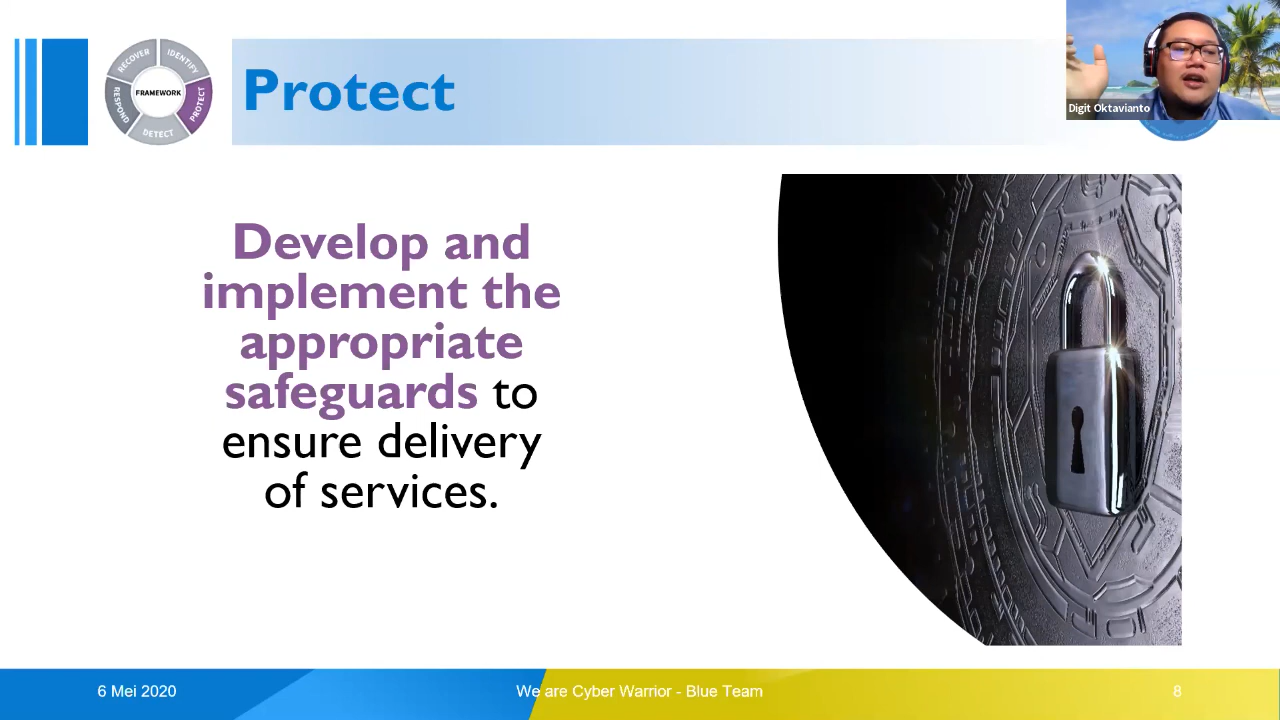 RECOVER
IDENTIFY
PROTECT
DETECT
RESPOND
FRAMEWORK
Protect
Digit Oktavianto
Develop and
implement the
appropriate
safeguards to
ensure delivery
of services.
6 Mei 2020
We are Cyber Warrior - Blue Team
8